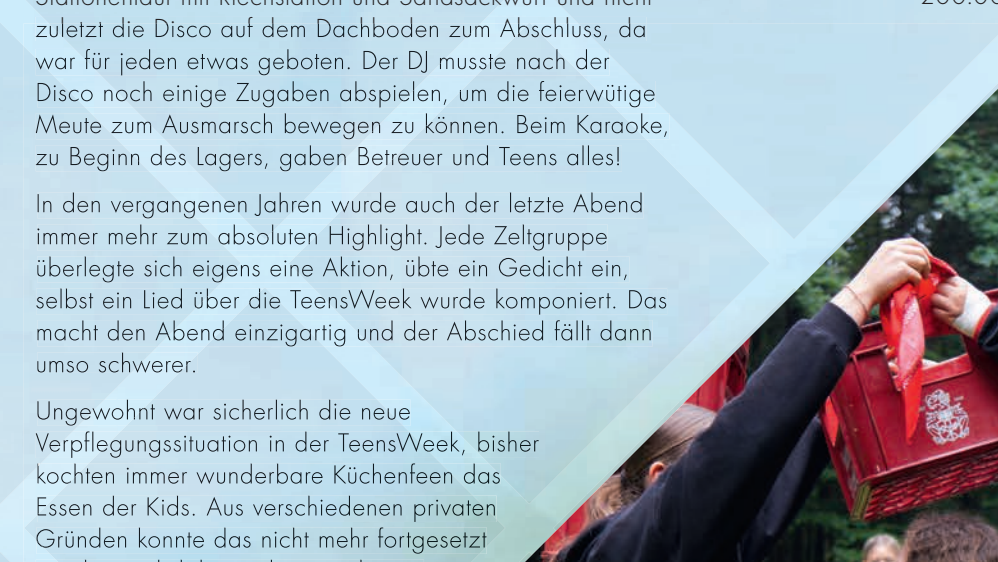 zuletzt die Disco auf dem Dachboden zum Abschluss, da
war für jeden etwas geboten. Der DJ musste nach der
Disco noch einige Zugaben abspielen, um die feierwütige
Meute zum Ausmarsch bewegen zu können. Beim Karaoke,
zu Beginn des Lagers, gaben Betreuer und Teens alles!
In den vergangenen Jahren wurde auch der letzte Abend
immer mehr zum absoluten Highlight. Jede Zeltgruppe
überlegte sich eigens eine Aktion, übte ein Gedicht ein,
selbst ein Lied über die TeensWeek wurde komponiert. Das
macht den Abend einzigartig und der Abschied fällt dann
umso schwerer.
Ungewohnt war sicherlich die neue
Verpflegungssituation in der TeensWeek, bisher
kochten immer wunderbare Küchenfeen das
Essen der Kids. Aus verschiedenen privaten
Gründen konnte das nicht mehr fortgesetzt